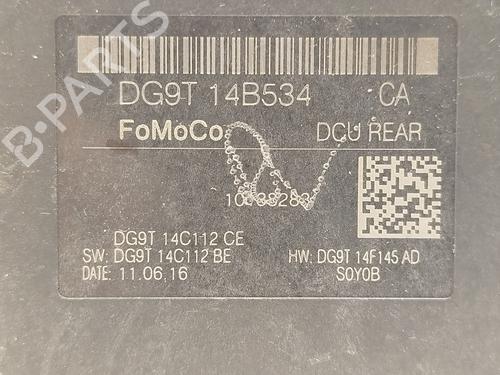 B-PARTS
DG9T 14B534 CA
FoMoCo DCU REAR
DG9T 14C112 CE
SW: DG9T 14C112 BE HW: DG9T 14F145 AD
DATE: 11.06.16 SOYOB